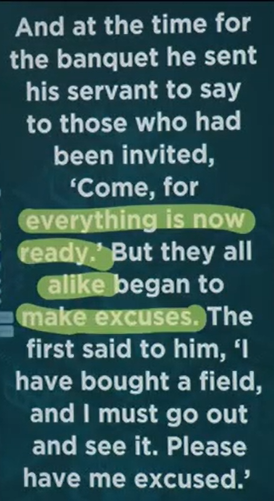 And at the time for
the banquet he sent
his servant to say
to those who had
been invited,
‘Come, for
everything is now
ready.’ But they all
alike began to
make excuses. The
first said to him, ‘I
have bought a field,
and I must go out
and see it. Please
have me excused.’